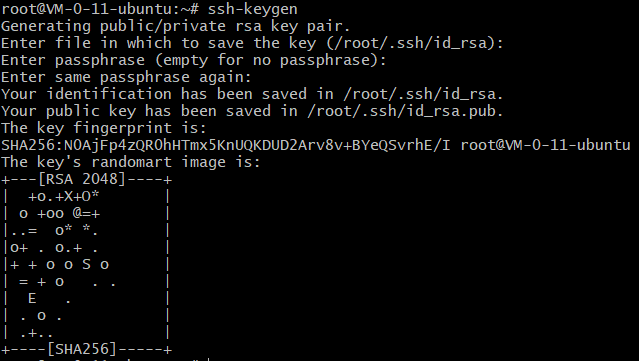 root@VM-0-11-ubuntu:~# ssh-keygen
Generating public/private rsa key pair.
Enter file in which to save the key (/root/.ssh/id_rsa):
Enter passphrase (empty for no passphrase):
Enter same passphrase again:
Your identification has been saved in /root/.ssh/id_rsa.
Your public key has been saved in /root/.ssh/id_rsa.pub.
The key fingerprint is:
SHA256:N0AjFp4zQROhHTmx5KnUQKDUD2Arv8v+BYeQSvrhE/I root@VM-0-11-ubuntu
The key's randomart image is:
+---[RSA 2048]----+
|  +o.+X+O*       |
| o +oo @=+       |
|..=  o* *.       |
|o+ . o.+ .       |
|+ + o o S o      |
| = + o   . .     |
|  E   .          |
| . o .           |
| .+..            |
+----[SHA256]-----+